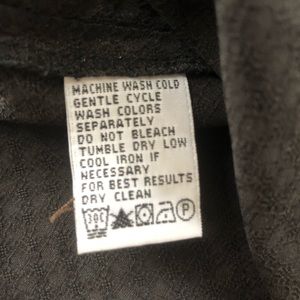 MACHINE WASH COLD
GENTLE CYCLE
WASH COLORS
SEPARATELY
DO NOT BLEACH
TUMBLE DRY LOW
COOL IRON IF
NECESSARY
FOR BEST RESULTS
DRY CLEAN
30C P